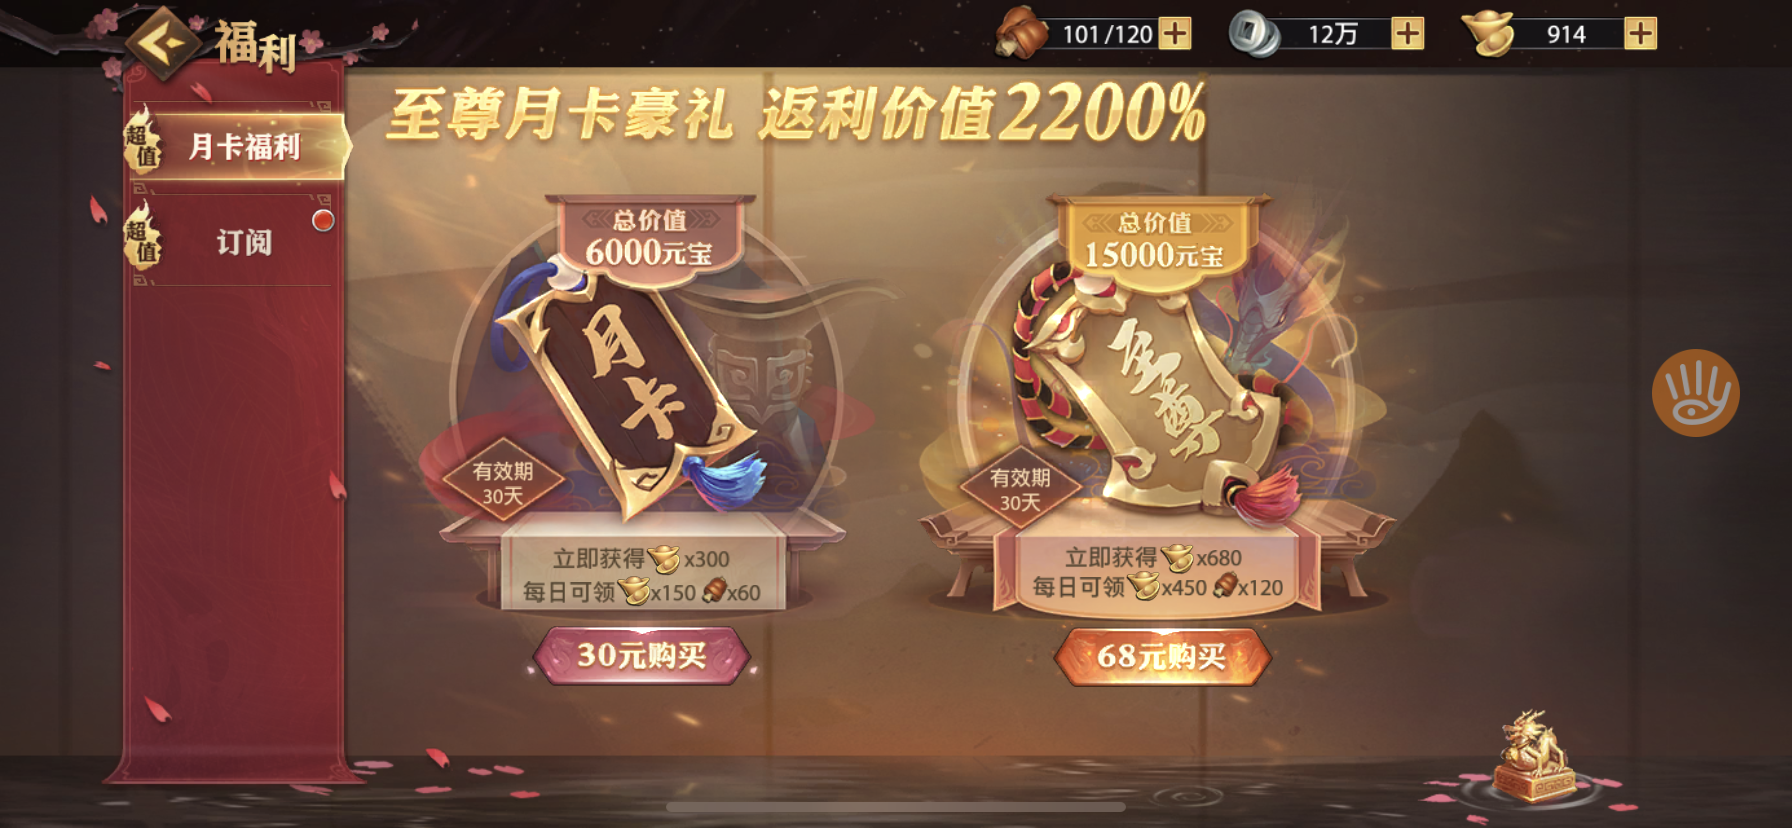 福利
101/120
12万
914
超值
月卡福利
超值
订阅
至尊月卡豪礼 返利价值2200%
总价值
6000元宝
月卡
有效期
30天
立即获得x300
每日可领x150 x60
30元购买
总价值
15000元宝
至尊
有效期
30天
立即获得x680
每日可领x450 x120
68元购买